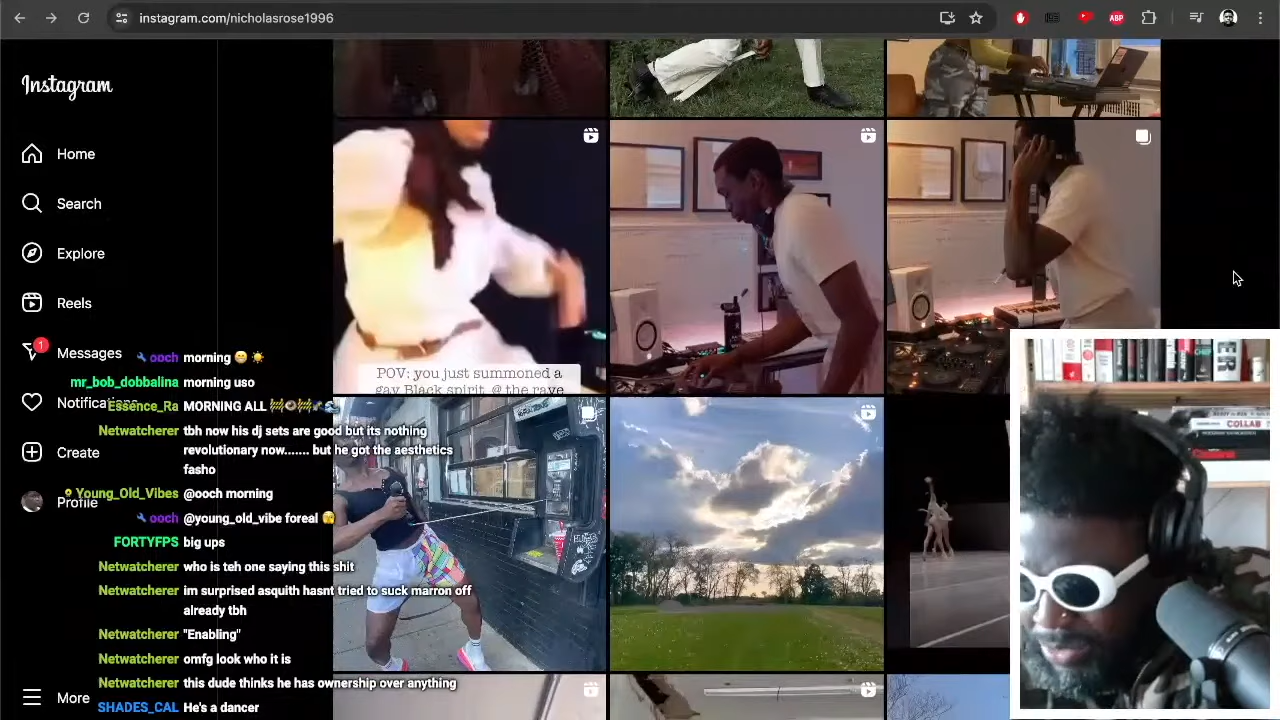 instagram.com/nicholasrose1996
ABP
Instagram
Home
Search
Explore
Reels
1
Messages
Notifications
Create
Profile
More
ooch morning 😁 ☀️
mr_bob_dobbalina morning uso
Essence_Ra MORNING ALL
Netwatcherer tbh now his dj sets are good but its nothing
revolutionary now....... but he got the aesthetics
fasho
Young_Old_Vibes @ooch morning
ooch @young_old_vibe foreal 🫣
FORTYFPS big ups
Netwatcherer who is teh one saying this shit
Netwatcherer im surprised asquith hasnt tried to suck marron off
already tbh
Netwatcherer "Enabling"
Netwatcherer omfg look who it is
Netwatcherer this dude thinks he has ownership over anything
SHADES_CAL He's a dancer
POV: you just summoned a
gay Black spirit @ the rave
COLLAB